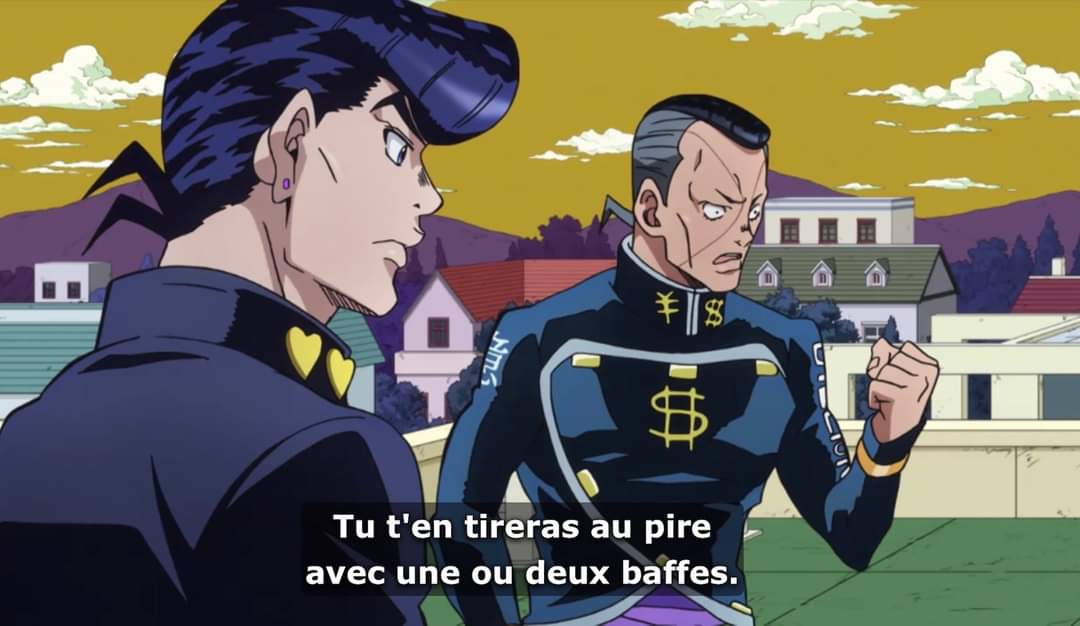 ¥ $
$
Tu t'en tireras au pire
avec une ou deux baffes.